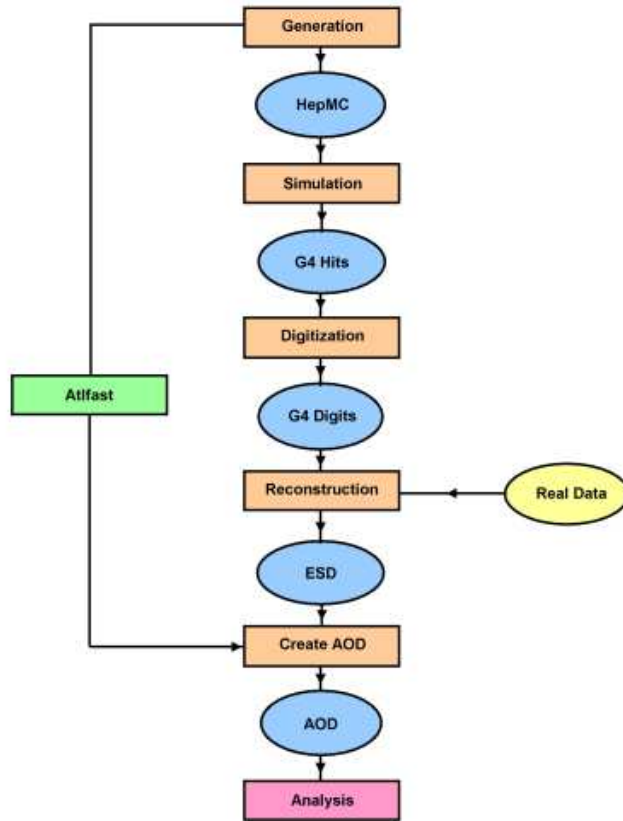 Generation
HepMC
Simulation
G4 Hits
Digitization
Atlfast
G4 Digits
Reconstruction
Real Data
ESD
Create AOD
AOD
Analysis